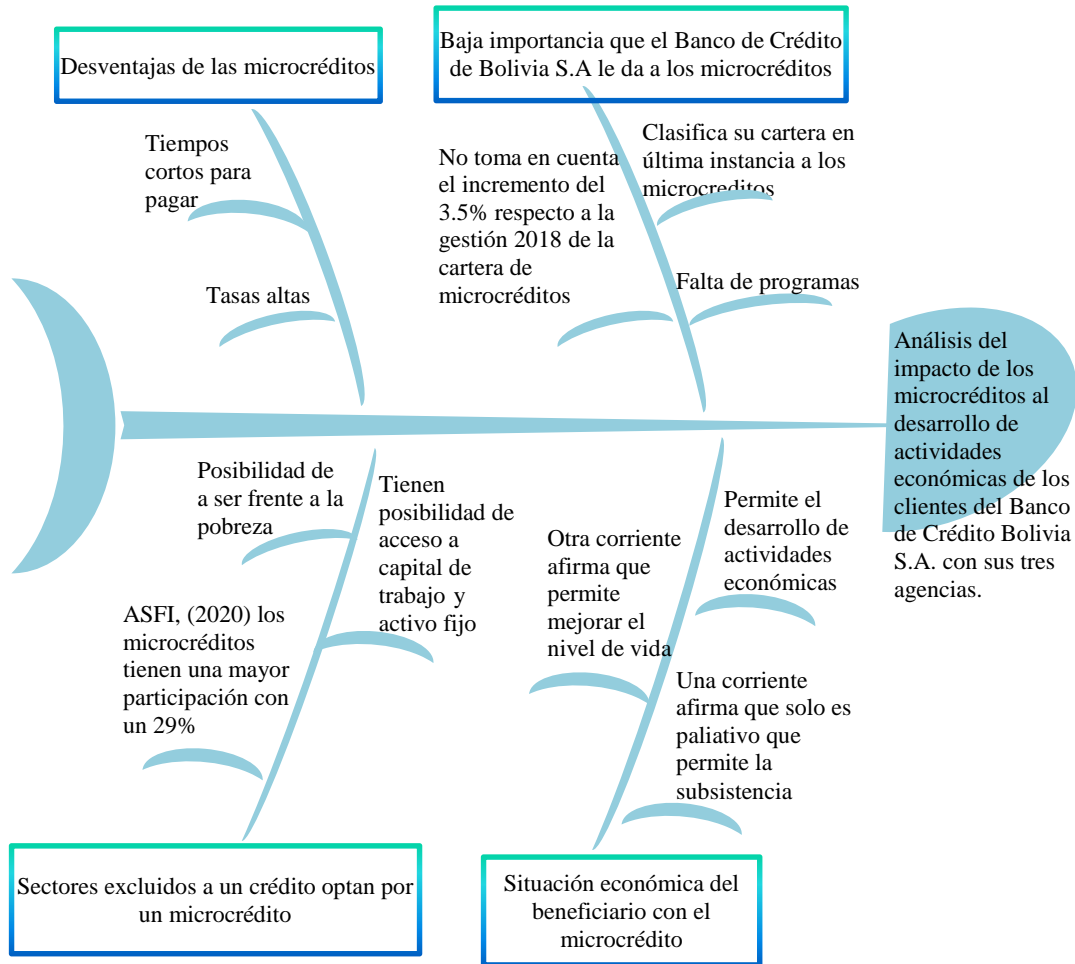 Desventajas de las microcréditos
Baja importancia que el Banco de Crédito
de Bolivia S.A le da a los microcréditos
Tiempos
cortos para
pagar
Tasas altas
No toma en cuenta
el incremento del
3.5% respecto a la
gestión 2018 de la
cartera de
microcréditos
Clasifica su cartera en
última instancia a los
microcreditos
Falta de programas
Análisis del
impacto de los
microcréditos al
desarrollo de
actividades
económicas de los
clientes del Banco
de Crédito Bolivia
S.A. con sus tres
agencias.
Posibilidad de
a ser frente a la
pobreza
Tienen
posibilidad de
acceso a
capital de
trabajo y
activo fijo
ASFI, (2020) los
microcréditos
tienen una mayor
participación con
un 29%
Otra corriente
afirma que
permite
mejorar el
nivel de vida
Permite el
desarrollo de
actividades
económicas
Una corriente
afirma que solo es
paliativo que
permite la
subsistencia
Sectores excluidos a un crédito optan por
un microcrédito
Situación económica del
beneficiario con el
microcrédito